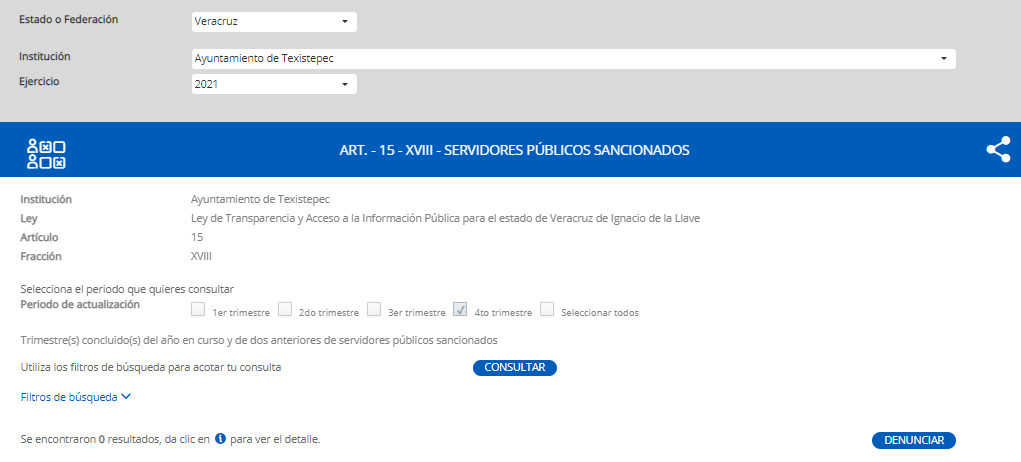 Estado o Federación Veracruz
Institución Ayuntamiento de Texistepec
Ejercicio 2021
ART. - 15 - XVIII - SERVIDORES PÚBLICOS SANCIONADOS
Institución Ayuntamiento de Texistepec
Ley Ley de Transparencia y Acceso a la Información Pública para el estado de Veracruz de Ignacio de la Llave
Artículo 15
Fracción XVIII
Selecciona el periodo que quieres consultar
Periodo de actualización 1er trimestre 2do trimestre 3er trimestre 4to trimestre Seleccionar todos
Trimestre(s) concluido(s) del año en curso y de dos anteriores de servidores públicos sancionados
Utiliza los filtros de búsqueda para acotar tu consulta CONSULTAR
Filtros de búsqueda
Se encontraron 0 resultados, da clic en i para ver el detalle. DENUNCIAR